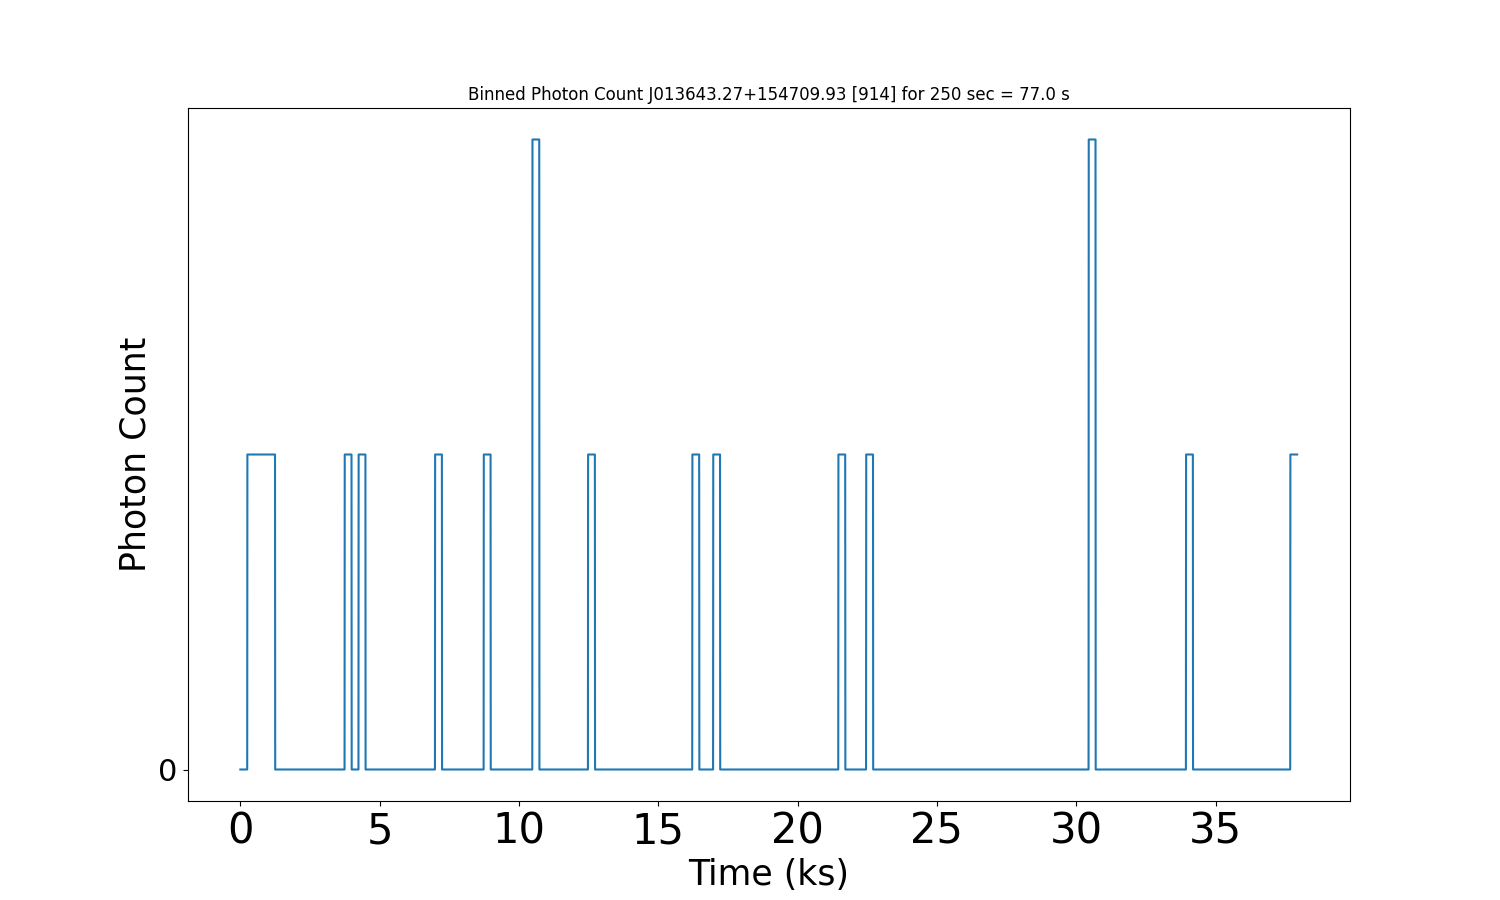 Binned Photon Count J013643.27+154709.93 [914] for 250 sec = 77.0 s
Photon Count
0
0 5 10 15 20 25 30 35
Time (ks)